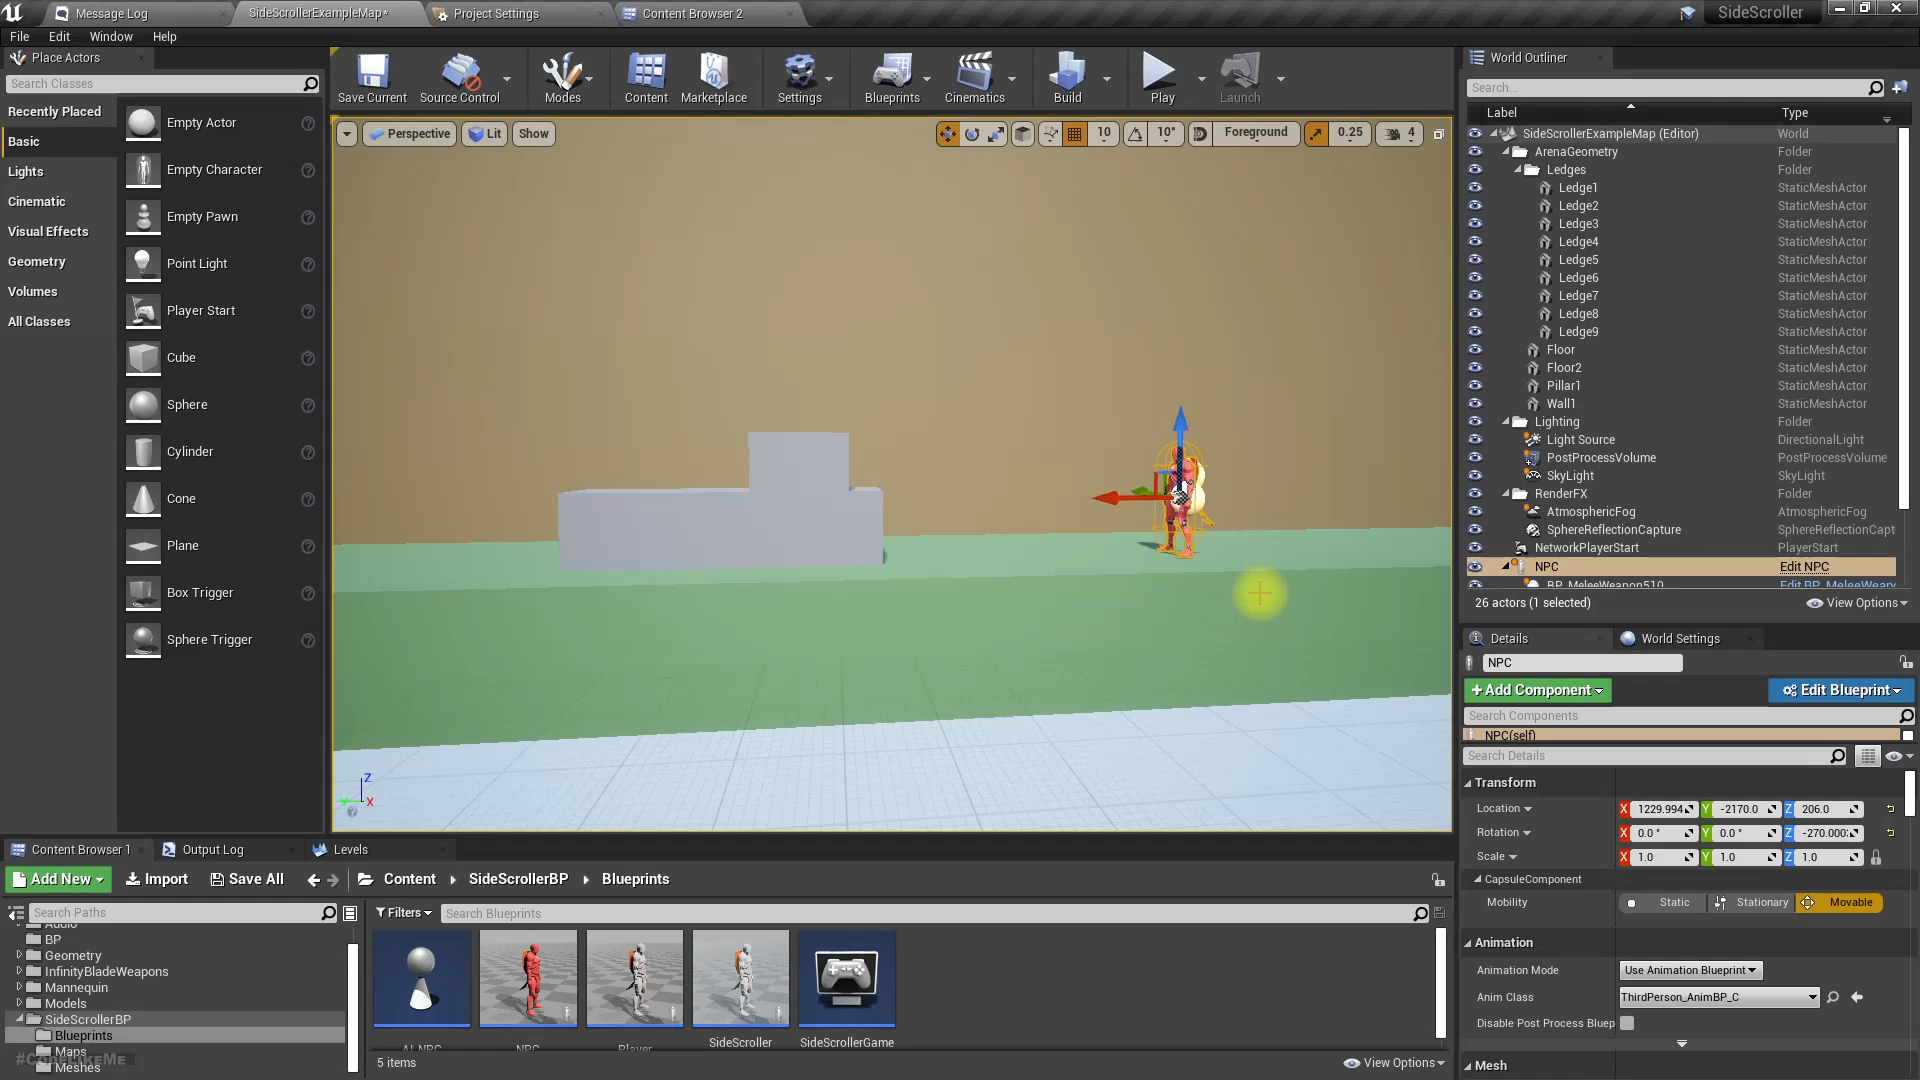 Message Log
SideScrollerExampleMap*
Project Settings
Content Browser 2
SideScroller
File
Edit
Window
Help
Place Actors
Search Classes
Recently Placed
Basic
Lights
Cinematic
Visual Effects
Geometry
Volumes
All Classes
Empty Actor
Empty Character
Empty Pawn
Point Light
Player Start
Cube
Sphere
Cylinder
Cone
Plane
Box Trigger
Sphere Trigger
Save Current
Source Control
Modes
Content
Marketplace
Settings
Blueprints
Cinematics
Build
Play
Launch
Perspective
Lit
Show
10
10°
Foreground
0.25
4
Z
X
World Outliner
Search...
Label
Type
SideScrollerExampleMap (Editor) World
ArenaGeometry Folder
Ledges Folder
Ledge1 StaticMeshActor
Ledge2 StaticMeshActor
Ledge3 StaticMeshActor
Ledge4 StaticMeshActor
Ledge5 StaticMeshActor
Ledge6 StaticMeshActor
Ledge7 StaticMeshActor
Ledge8 StaticMeshActor
Ledge9 StaticMeshActor
Floor StaticMeshActor
Floor2 StaticMeshActor
Pillar1 StaticMeshActor
Wall1 StaticMeshActor
Lighting Folder
Light Source DirectionalLight
PostProcessVolume PostProcessVolume
SkyLight SkyLight
RenderFX Folder
AtmosphericFog AtmosphericFog
SphereReflectionCapture SphereReflectionCapt
NetworkPlayerStart PlayerStart
NPC Edit NPC
BP_MeleeWeapon510 Edit BP_MeleeWeap
26 actors (1 selected)
View Options
Details
World Settings
NPC
Add Component
Edit Blueprint
Search Components
NPC(self)
Search Details
Transform
Location X 1229.994 Y -2170.0 Z 206.0
Rotation X 0.0 ° Y 0.0 ° Z -270.000
Scale X 1.0 Y 1.0 Z 1.0
CapsuleComponent
Mobility Static Stationary Movable
Animation
Animation Mode Use Animation Blueprint
Anim Class ThirdPerson_AnimBP_C
Disable Post Process Bluep
Mesh
Content Browser 1
Output Log
Levels
Add New
Import
Save All
Content
SideScrollerBP
Blueprints
Search Paths
Filters
Search Blueprints
Audio
BP
Geometry
InfinityBladeWeapons
Mannequin
Models
SideScrollerBP
Blueprints
Maps
Meshes
#CodeLikeMe
AI_NPC
NPC
Player
SideScroller
SideScrollerGame
5 items
View Options